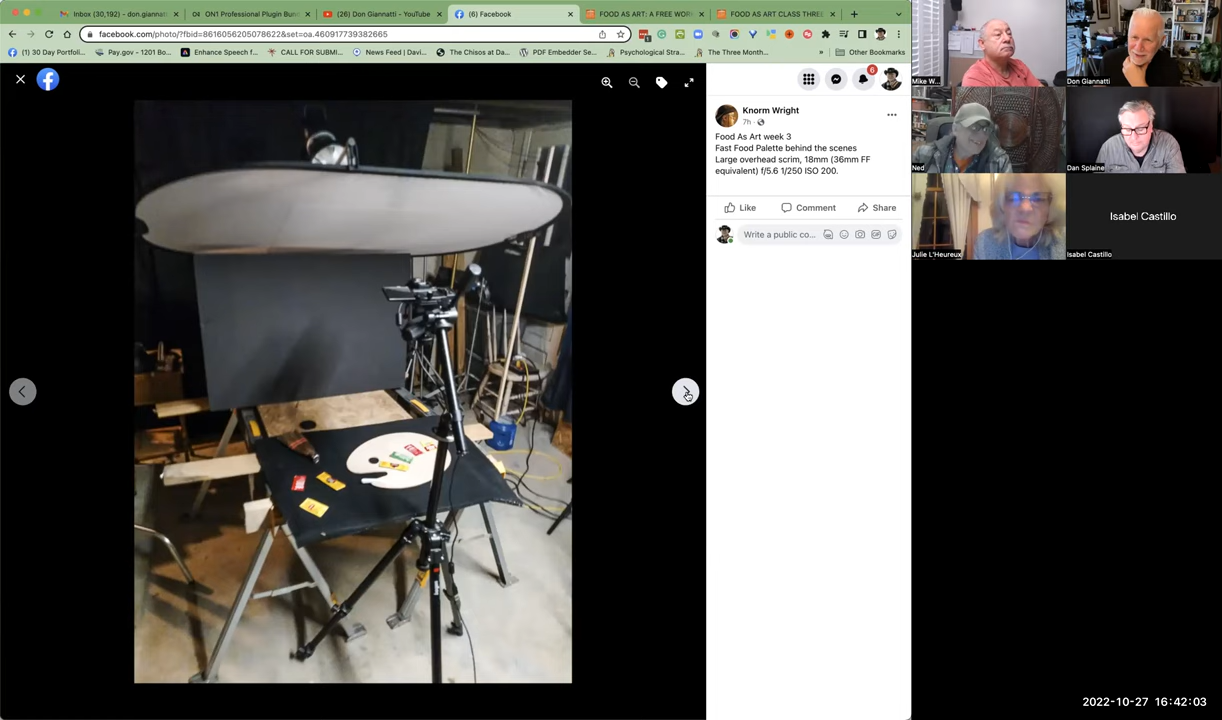 Inbox (30,192) - don.giannat
ON1 Professional Plugin Bun
(26) Don Giannatti - YouTube
(6) Facebook
FOOD AS ART: A FREE WOR
FOOD AS ART CLASS THREE
facebook.com/photo/?fbid=8616056205078622&set=oa.460917739382665
(1) 30 Day Portfoli...
Pay.gov - 1201 Bo...
Enhance Speech f...
CALL FOR SUBMI...
News Feed | Davi...
The Chisos at Da...
PDF Embedder Se...
Psychological Stra...
The Three Month...
»
Other Bookmarks
6
Knorm Wright
7h
Food As Art week 3
Fast Food Palette behind the scenes
Large overhead scrim, 18mm (36mm FF
equivalent) f/5.6 1/250 ISO 200.
Like
Comment
Share
Write a public co...
Mike W...
Don Giannatti
Ned
Dan Splaine
Julie L'Heureux
Isabel Castillo
Isabel Castillo
2022-10-27 16:42:03